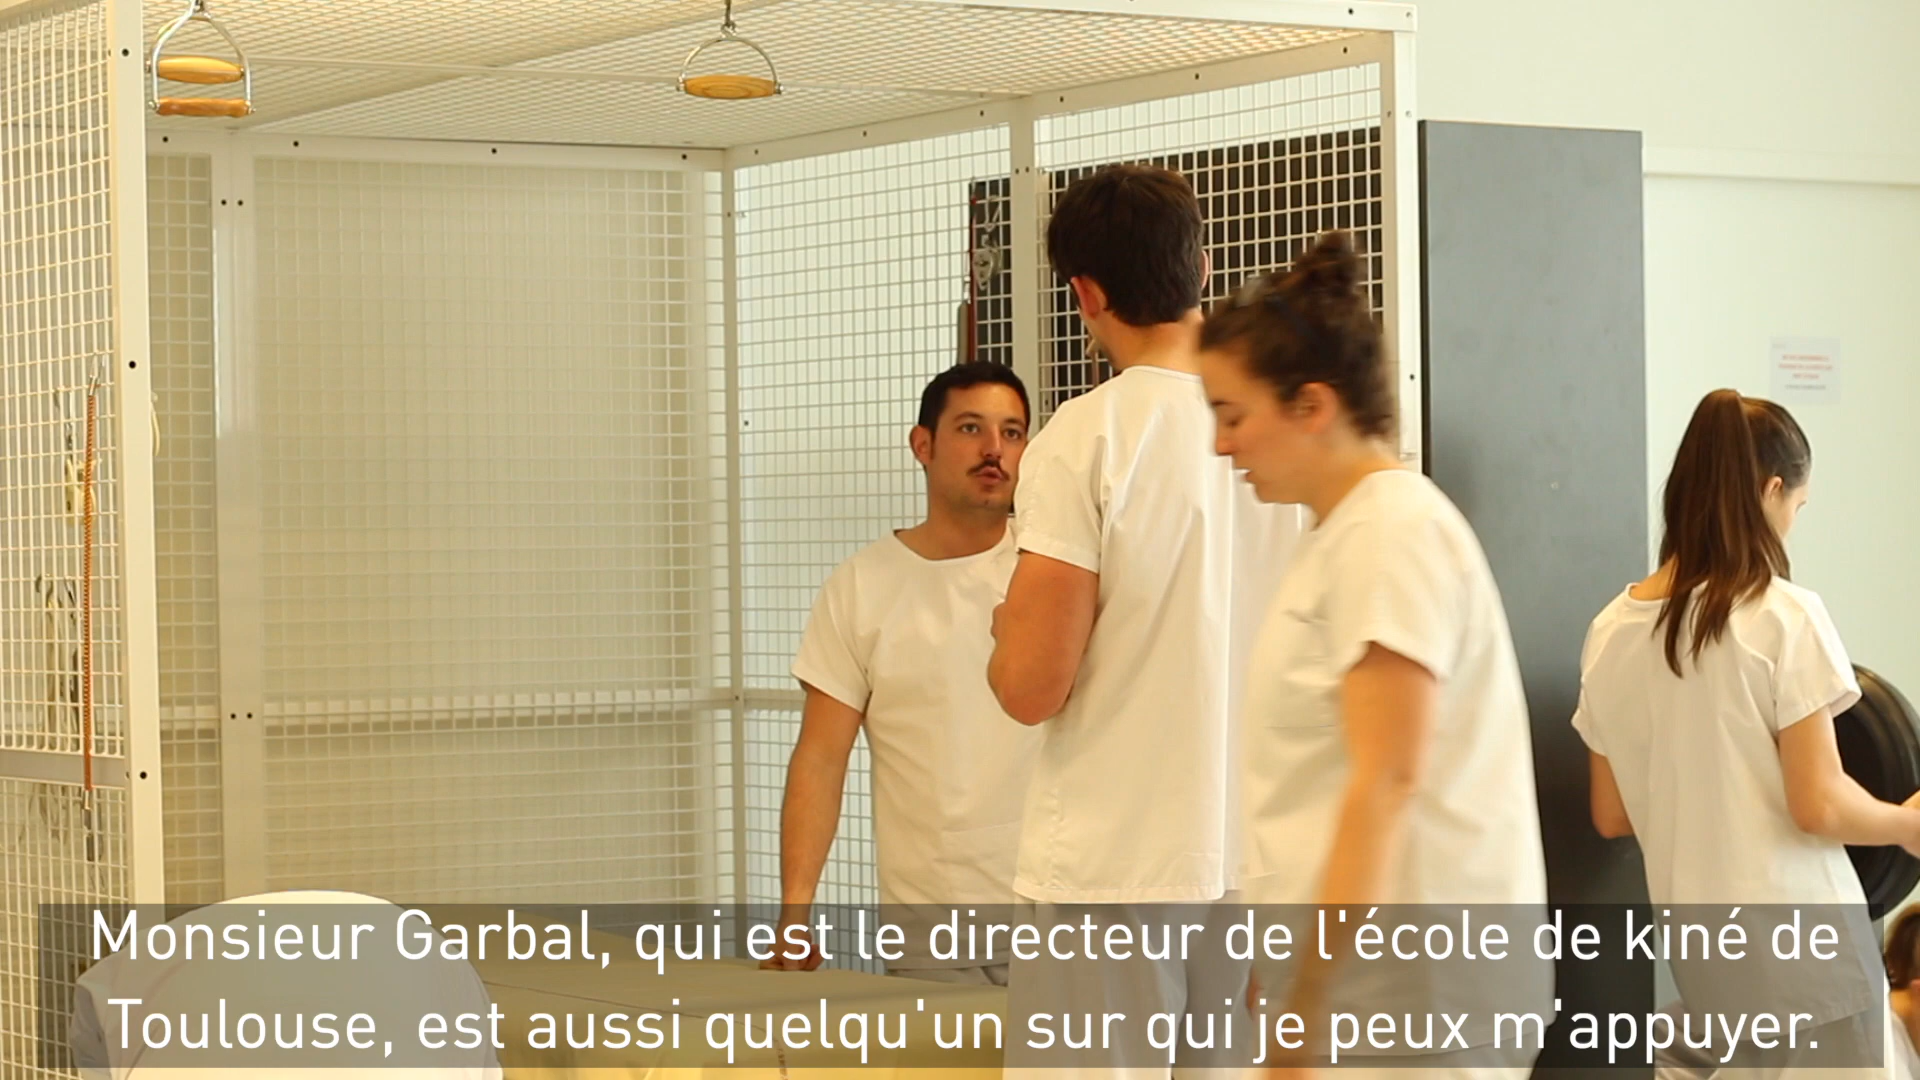 Monsieur Garbal, qui est le directeur de l'école de kiné de
Toulouse, est aussi quelqu'un sur qui je peux m'appuyer.